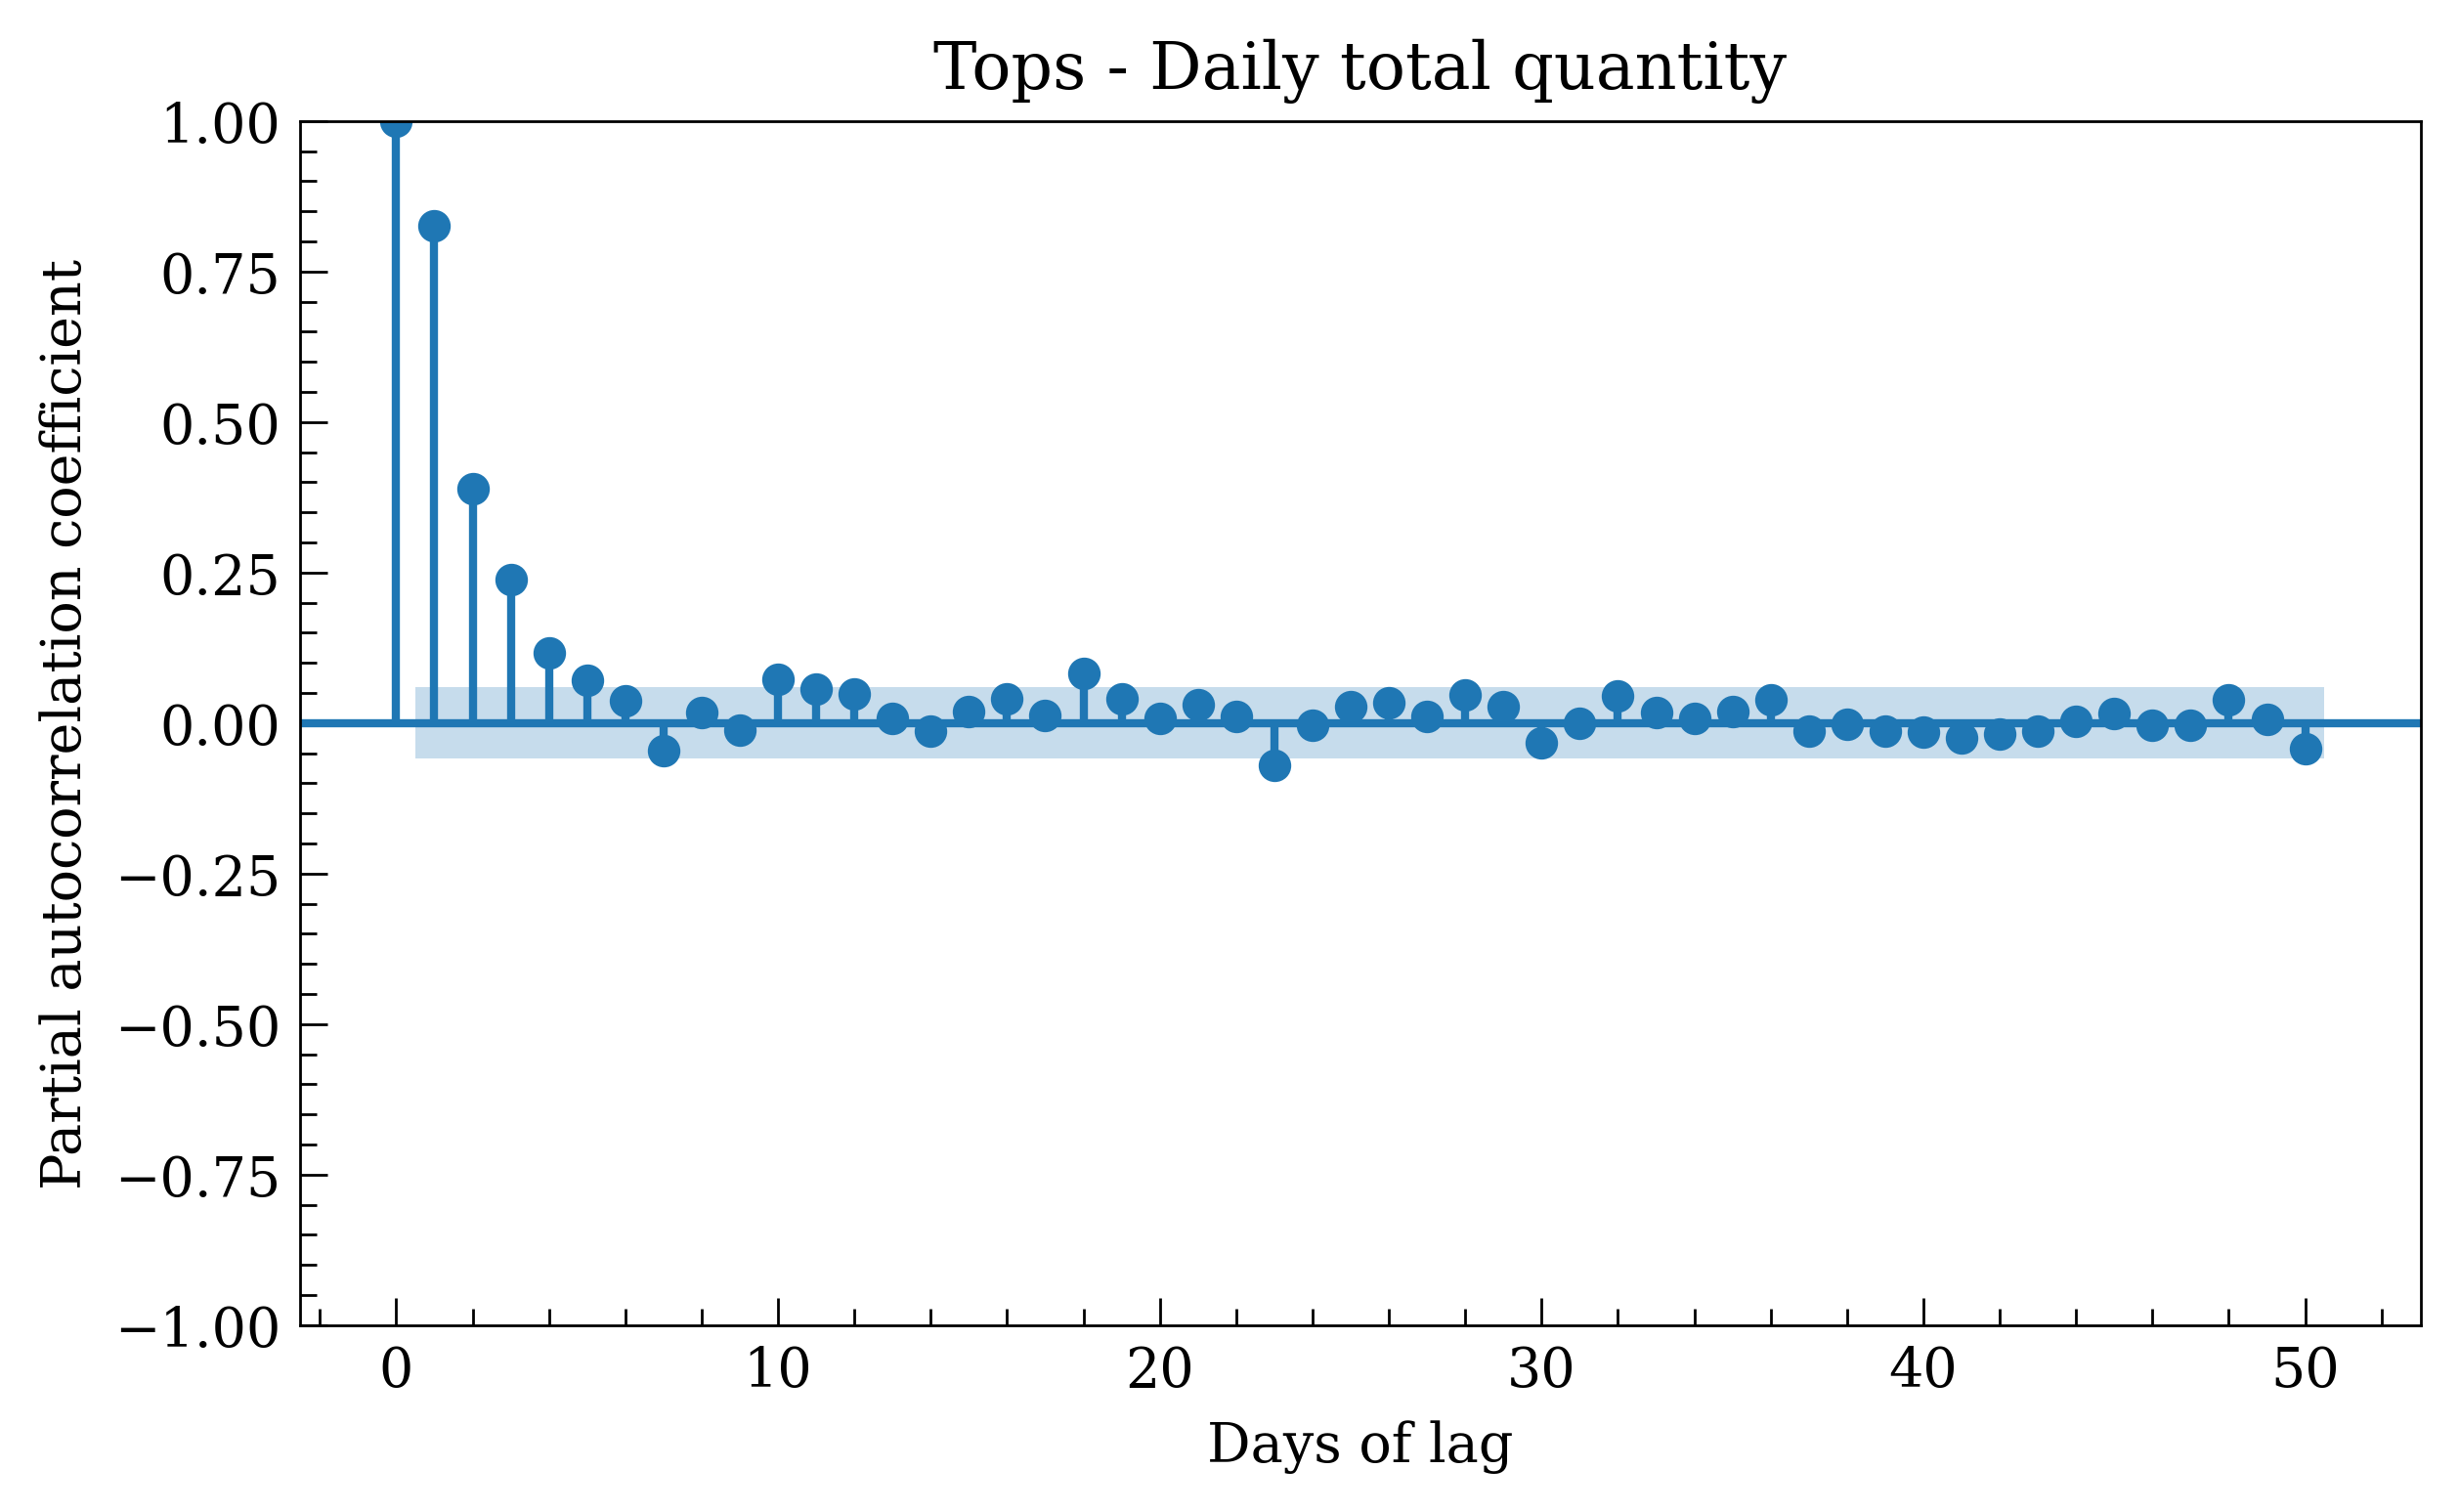 Tops - Daily total quantity
Partial autocorrelation coefficient
1.00
0.75
0.50
0.25
0.00
−0.25
−0.50
−0.75
−1.00
0 10 20 30 40 50
Days of lag